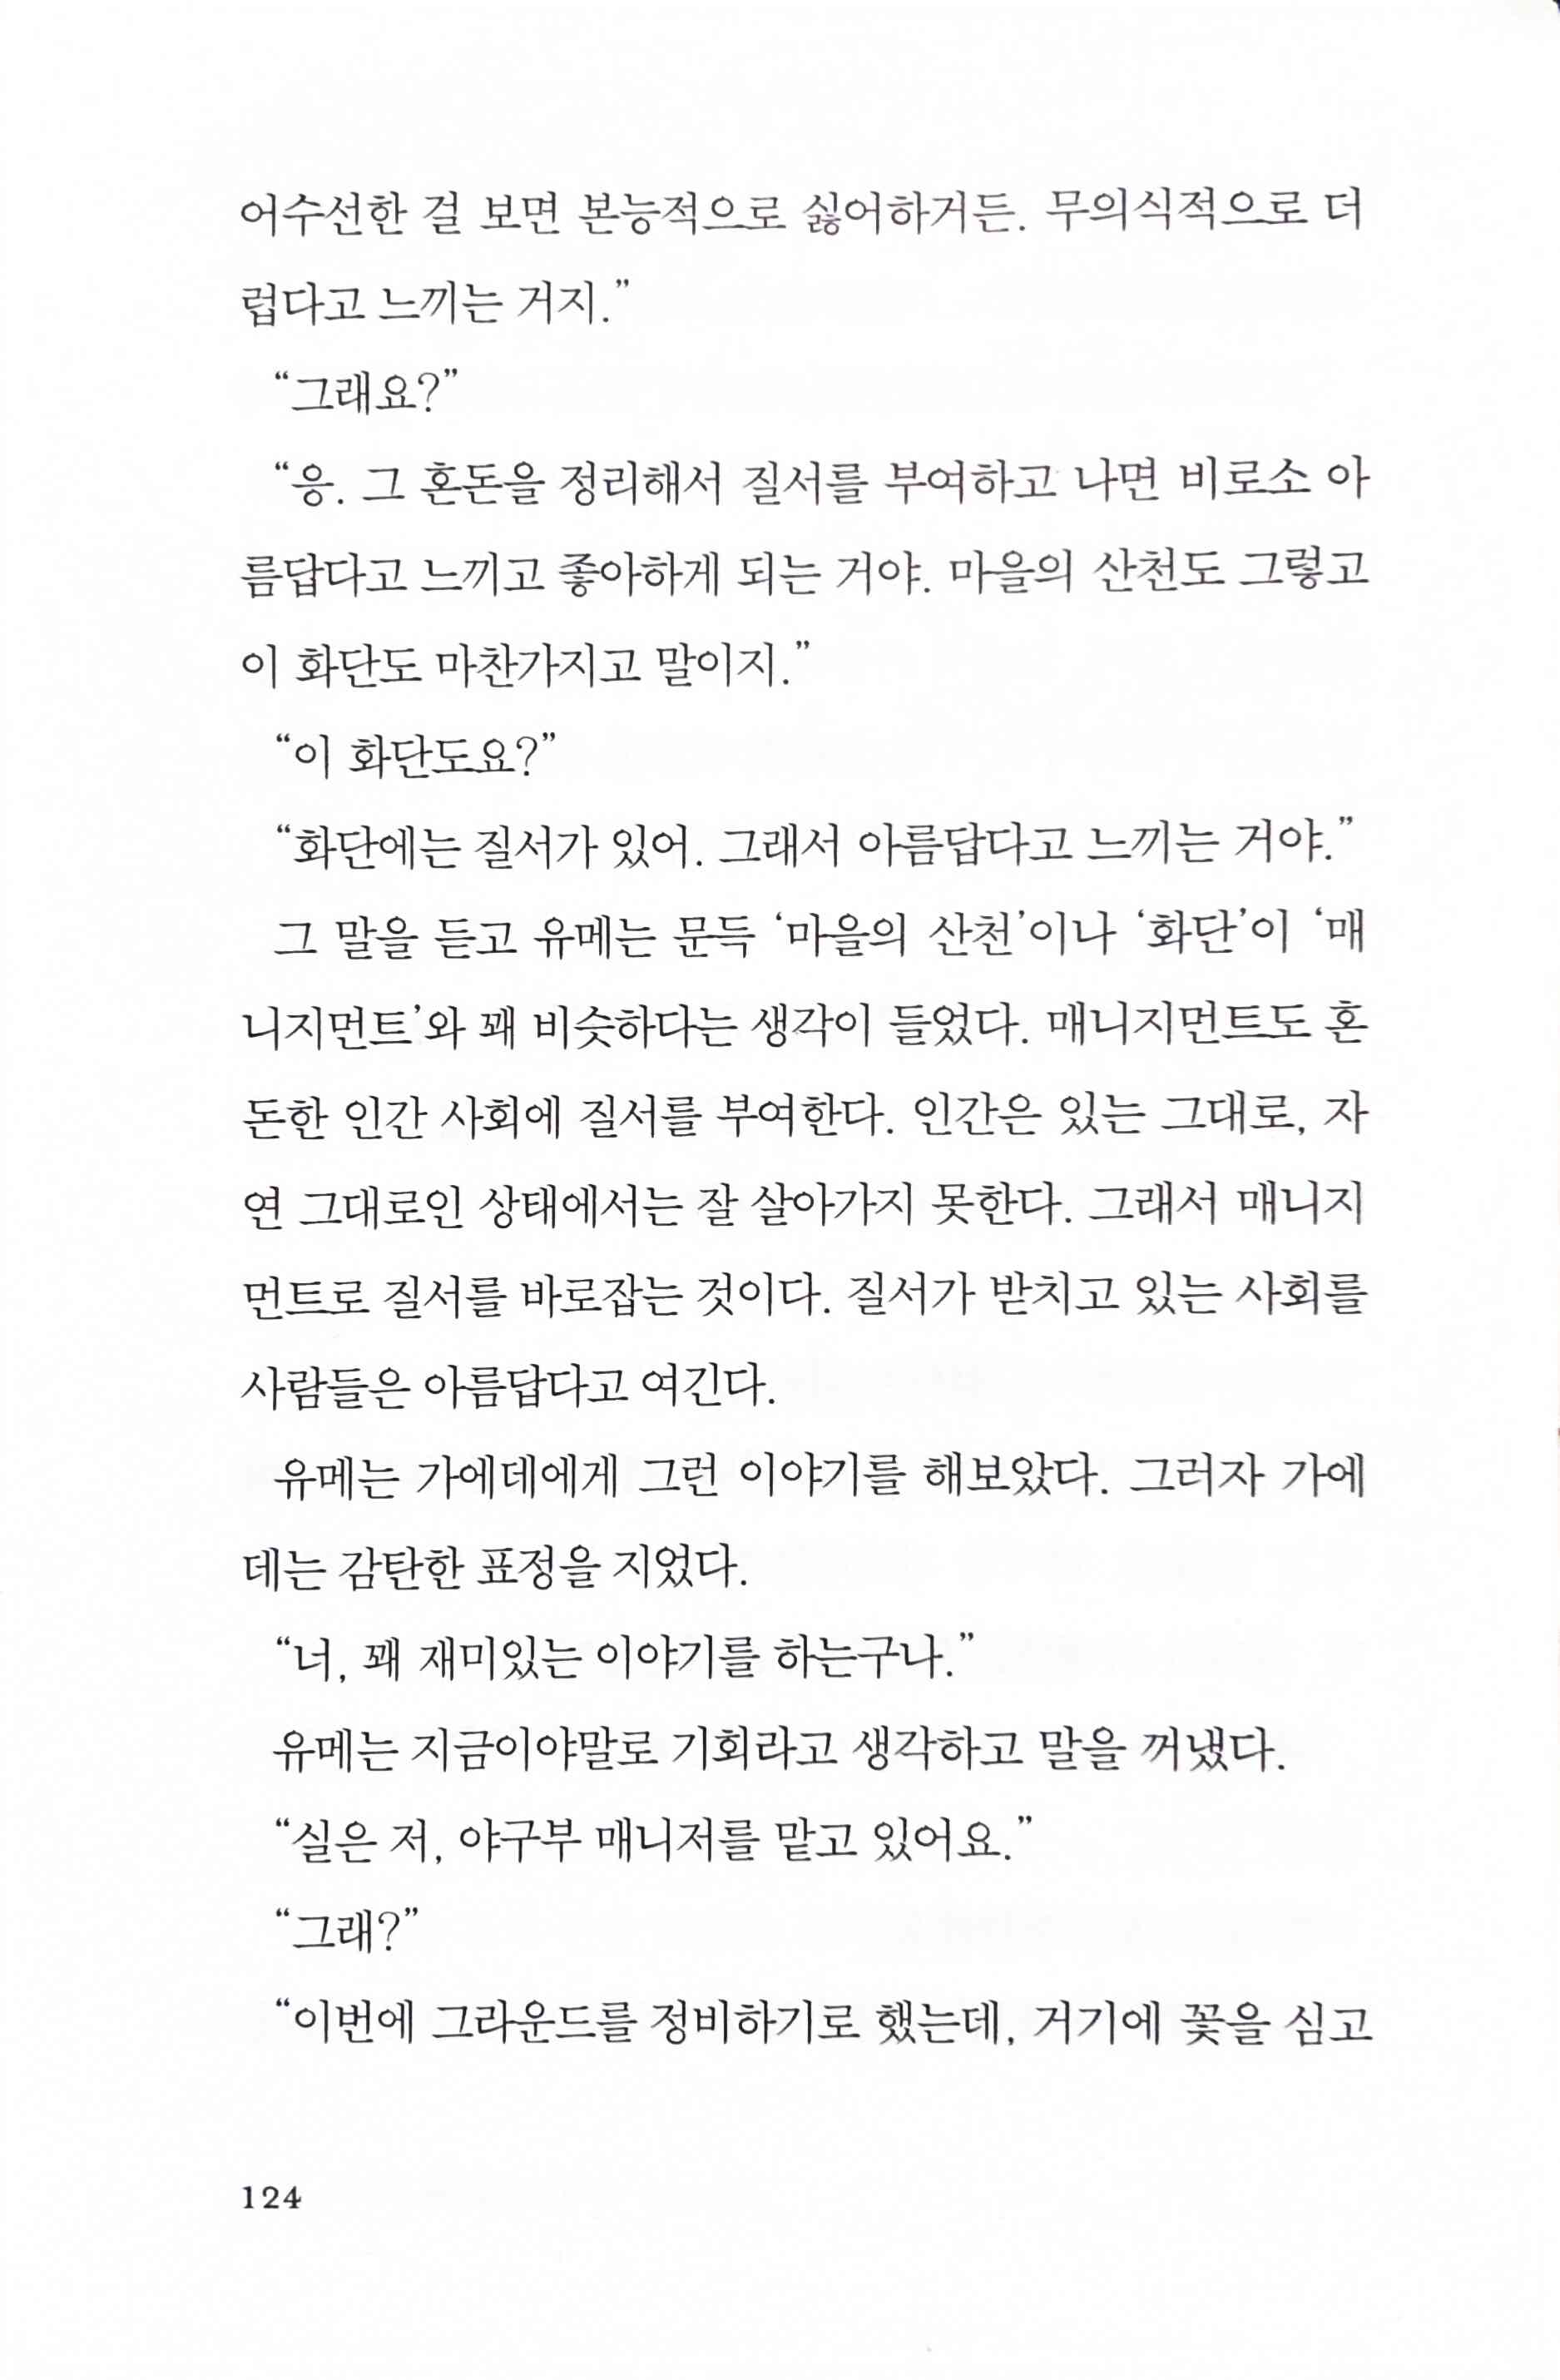 어수선한 걸 보면 본능적으로 싫어하거든. 무의식적으로 더
럽다고 느끼는 거지.”
“그래요?”
“응. 그 혼돈을 정리해서 질서를 부여하고 나면 비로소 아
름답다고 느끼고 좋아하게 되는 거야. 마을의 산천도 그렇고
이 화단도 마찬가지고 말이지.”
“이 화단도요?”
“화단에는 질서가 있어. 그래서 아름답다고 느끼는 거야.”
그 말을 듣고 유메는 문득 ‘마을의 산천’이나 ‘화단’이 ‘매
니지먼트’와 꽤 비슷하다는 생각이 들었다. 매니지먼트도 혼
돈한 인간 사회에 질서를 부여한다. 인간은 있는 그대로, 자
연 그대로인 상태에서는 잘 살아가지 못한다. 그래서 매니지
먼트로 질서를 바로잡는 것이다. 질서가 받치고 있는 사회를
사람들은 아름답다고 여긴다.
유메는 가에데에게 그런 이야기를 해보았다. 그러자 가에
데는 감탄한 표정을 지었다.
“너, 꽤 재미있는 이야기를 하는구나.”
유메는 지금이야말로 기회라고 생각하고 말을 꺼냈다.
“실은 저, 야구부 매니저를 맡고 있어요.”
“그래?”
“이번에 그라운드를 정비하기로 했는데, 거기에 꽃을 심고
124